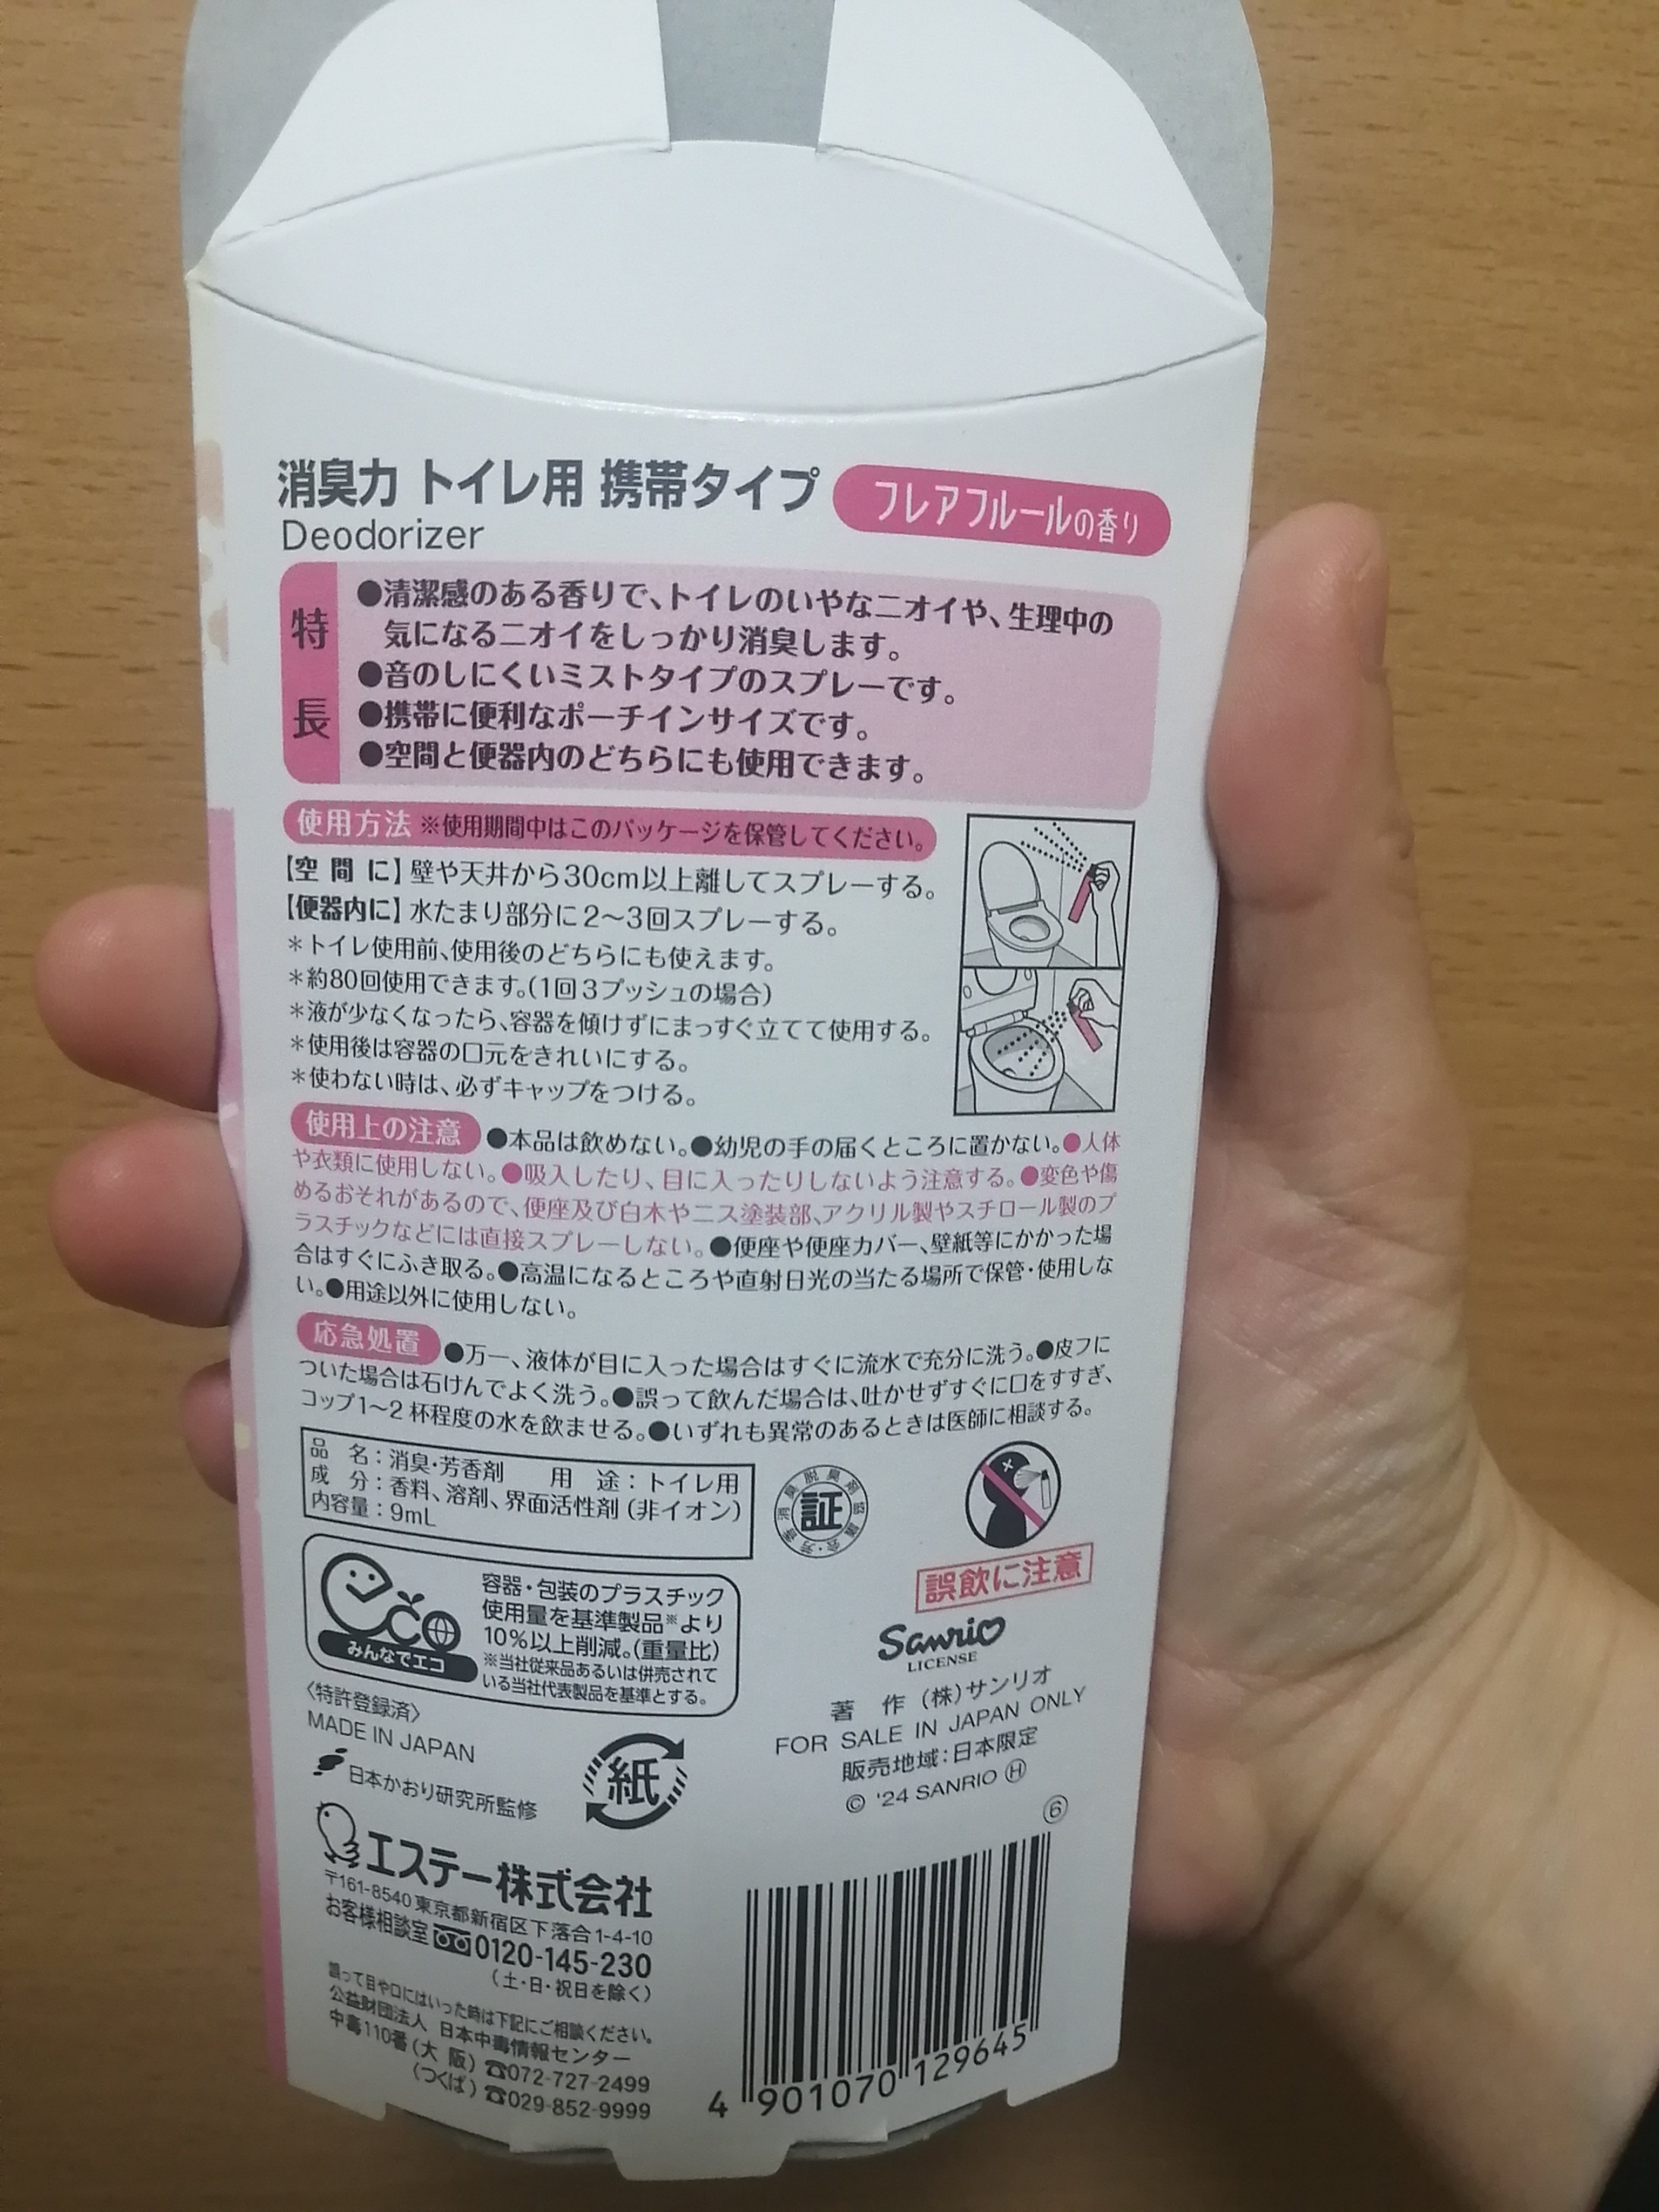 消臭力 トイレ用 携帯タイプ フレアフルールの香り
Deodorizer
特長
●清潔感のある香りで、トイレのいやなニオイや、生理中の
気になるニオイをしっかり消臭します。
●音のしにくいミストタイプのスプレーです。
●携帯に便利なポーチインサイズです。
●空間と便器内のどちらにも使用できます。
使用方法 ※使用期間中はこのパッケージを保管してください。
【空間に】壁や天井から30cm以上離してスプレーする。
【便器内に】水たまり部分に2〜3回スプレーする。
＊トイレ使用前、使用後のどちらにも使えます。
＊約80回使用できます。(1回3プッシュの場合)
＊液が少なくなったら、容器を傾けずにまっすぐ立てて使用する。
＊使用後は容器の口元をきれいにする。
＊使わない時は、必ずキャップをつける。
使用上の注意 ●本品は飲めない。●幼児の手の届くところに置かない。●人体
や衣類に使用しない。●吸入したり、目に入ったりしないよう注意する。●変色や傷
めるおそれがあるので、便座及び白木やニス塗装部、アクリル製やスチロール製のプ
ラスチックなどには直接スプレーしない。●便座や便座カバー、壁紙等にかかった場
合はすぐにふき取る。●高温になるところや直射日光の当たる場所で保管・使用しな
い。●用途以外に使用しない。
応急処置 ●万一、液体が目に入った場合はすぐに流水で充分に洗う。●皮フに
ついた場合は石けんでよく洗う。●誤って飲んだ場合は、吐かせずすぐに口をすすぎ、
コップ1〜2杯程度の水を飲ませる。●いずれも異常のあるときは医師に相談する。
品 名：消臭・芳香剤 用 途：トイレ用
成 分：香料、溶剤、界面活性剤(非イオン)
内容量：9mL
証
芳香消臭脱臭剤協議会
誤飲に注意
eco
みんなでエコ
容器・包装のプラスチック
使用量を基準製品※より
10%以上削減。(重量比)
※当社従来品あるいは併売されて
いる当社代表製品を基準とする。
Sanrio
LICENSE
著 作 (株)サンリオ
FOR SALE IN JAPAN ONLY
販売地域：日本限定
© '24 SANRIO Ⓗ
〈特許登録済〉
MADE IN JAPAN
日本かおり研究所監修
紙
⑥
エステー株式会社
〒161-8540 東京都新宿区下落合1-4-10
お客様相談室 0120-145-230
(土・日・祝日を除く)
誤って目や口にはいった時は下記にご相談ください。
公益財団法人 日本中毒情報センター
中毒110番(大 阪)☎072-727-2499
(つくば)☎029-852-9999
4 901070 129645